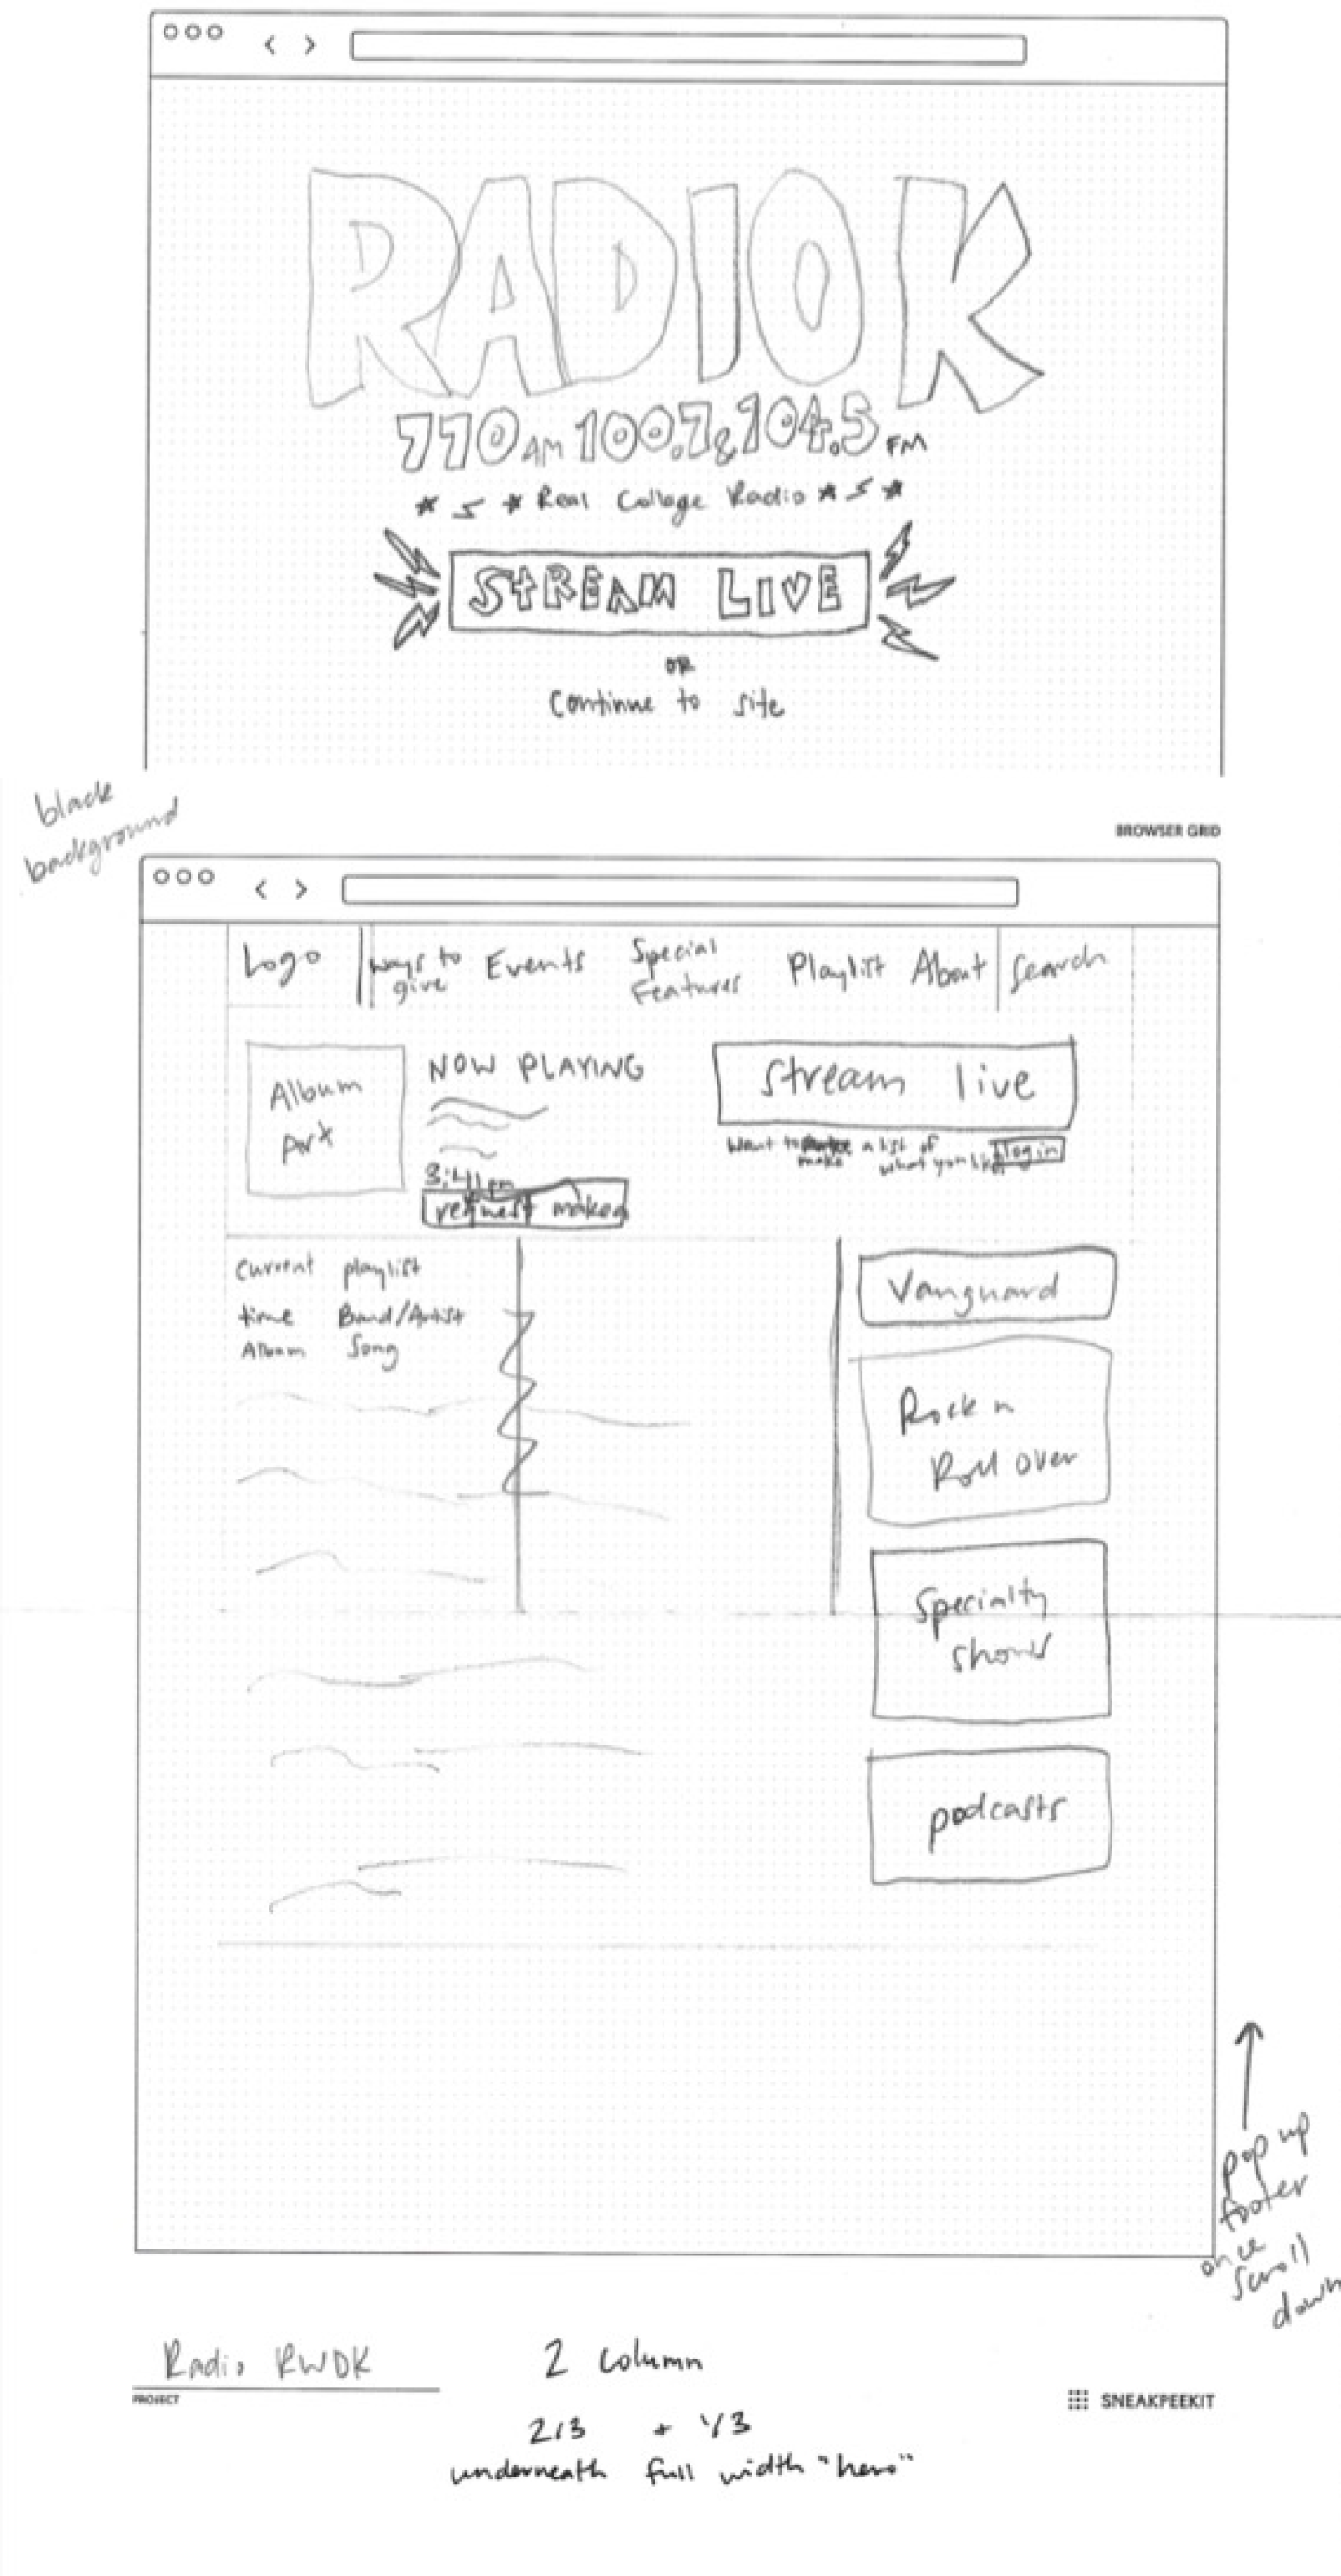 RADIO K
770 AM 100.7 & 104.5 FM
Real College Radio
STREAM LIVE
OR
Continue to site
black
background
BROWSER GRID
Logo
ways to
give
Events
Special
Features
Playlist
About
Search
Album
Art
NOW PLAYING
3:41 pm
request
stream live
Want to make a list of
what you like
login
Current playlist
time Band/Artist
Album Song
Vanguard
Rock n
Roll over
Specialty
shows
podcasts
pop up
footer
once
scroll
down
Radio RWDK
PROJECT
2 column
2/3 + 1/3
underneath full width "hero"
SNEAKPEEKIT